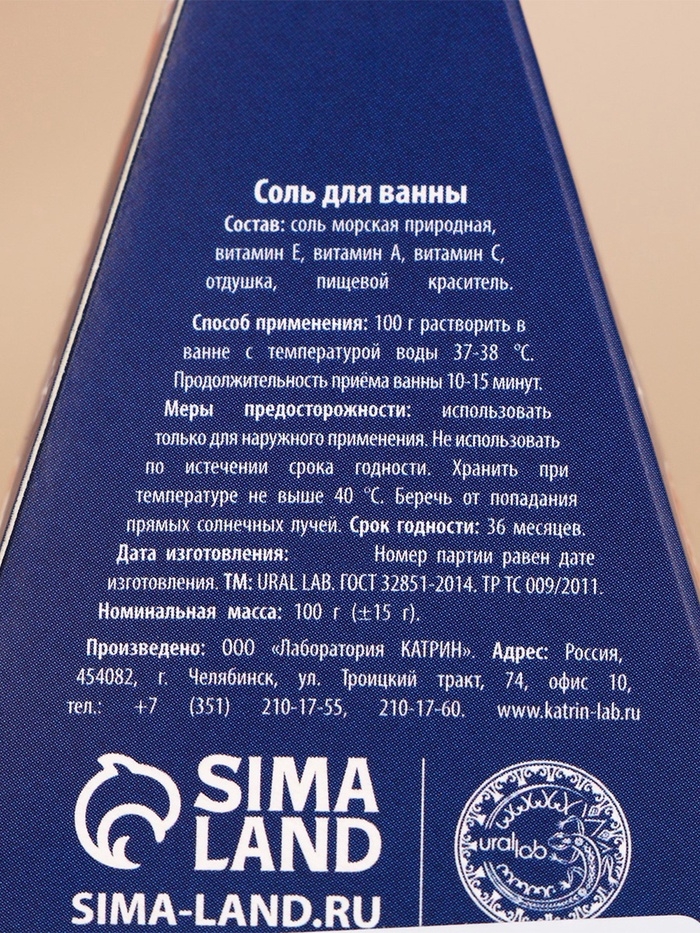 Соль для ванны
Состав: соль морская природная,
витамин Е, витамин А, витамин С,
отдушка, пищевой краситель.
Способ применения: 100 г растворить в
ванне с температурой воды 37-38 °С.
Продолжительность приёма ванны 10-15 минут.
Меры предосторожности: использовать
только для наружного применения. Не использовать
по истечении срока годности. Хранить при
температуре не выше 40 °С. Беречь от попадания
прямых солнечных лучей. Срок годности: 36 месяцев.
Дата изготовления: Номер партии равен дате
изготовления. ТМ: URAL LAB. ГОСТ 32851-2014. ТР ТС 009/2011.
Номинальная масса: 100 г (±15 г).
Произведено: ООО «Лаборатория КАТРИН». Адрес: Россия,
454082, г. Челябинск, ул. Троицкий тракт, 74, офис 10,
тел.: +7 (351) 210-17-55, 210-17-60. www.katrin-lab.ru
SIMA
LAND
SIMA-LAND.RU
ural lab